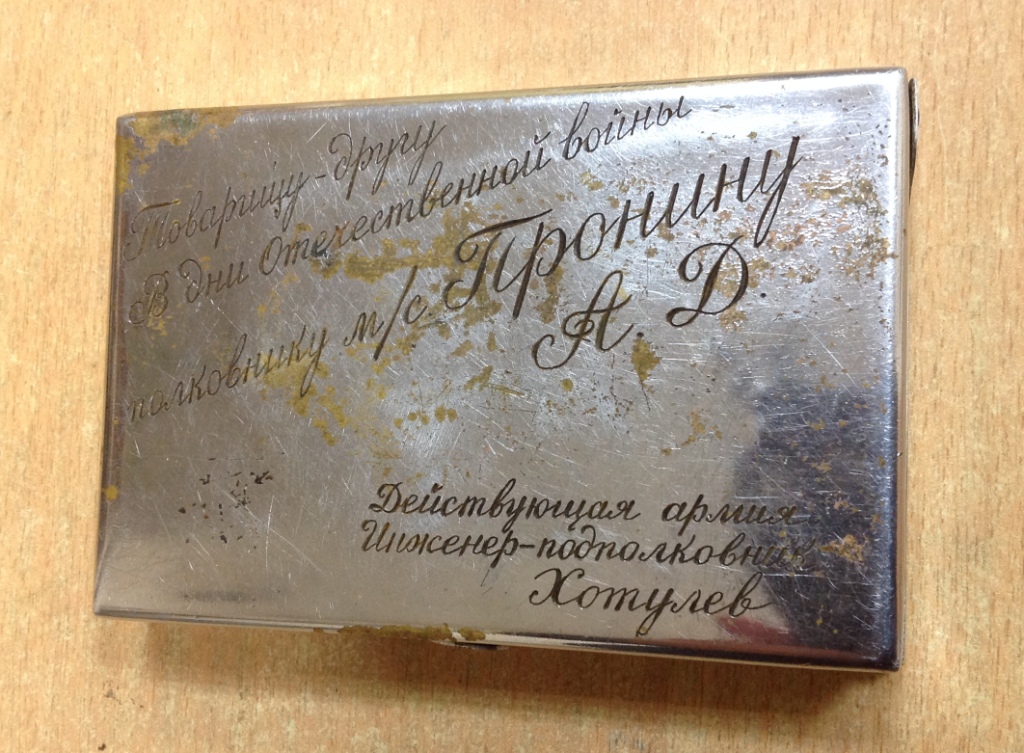 Товарищу-другу
В дни Отечественной войны
полковнику м/с Пронину
А. Д.
Действующая армия
Инженер-подполковник
Хотулев